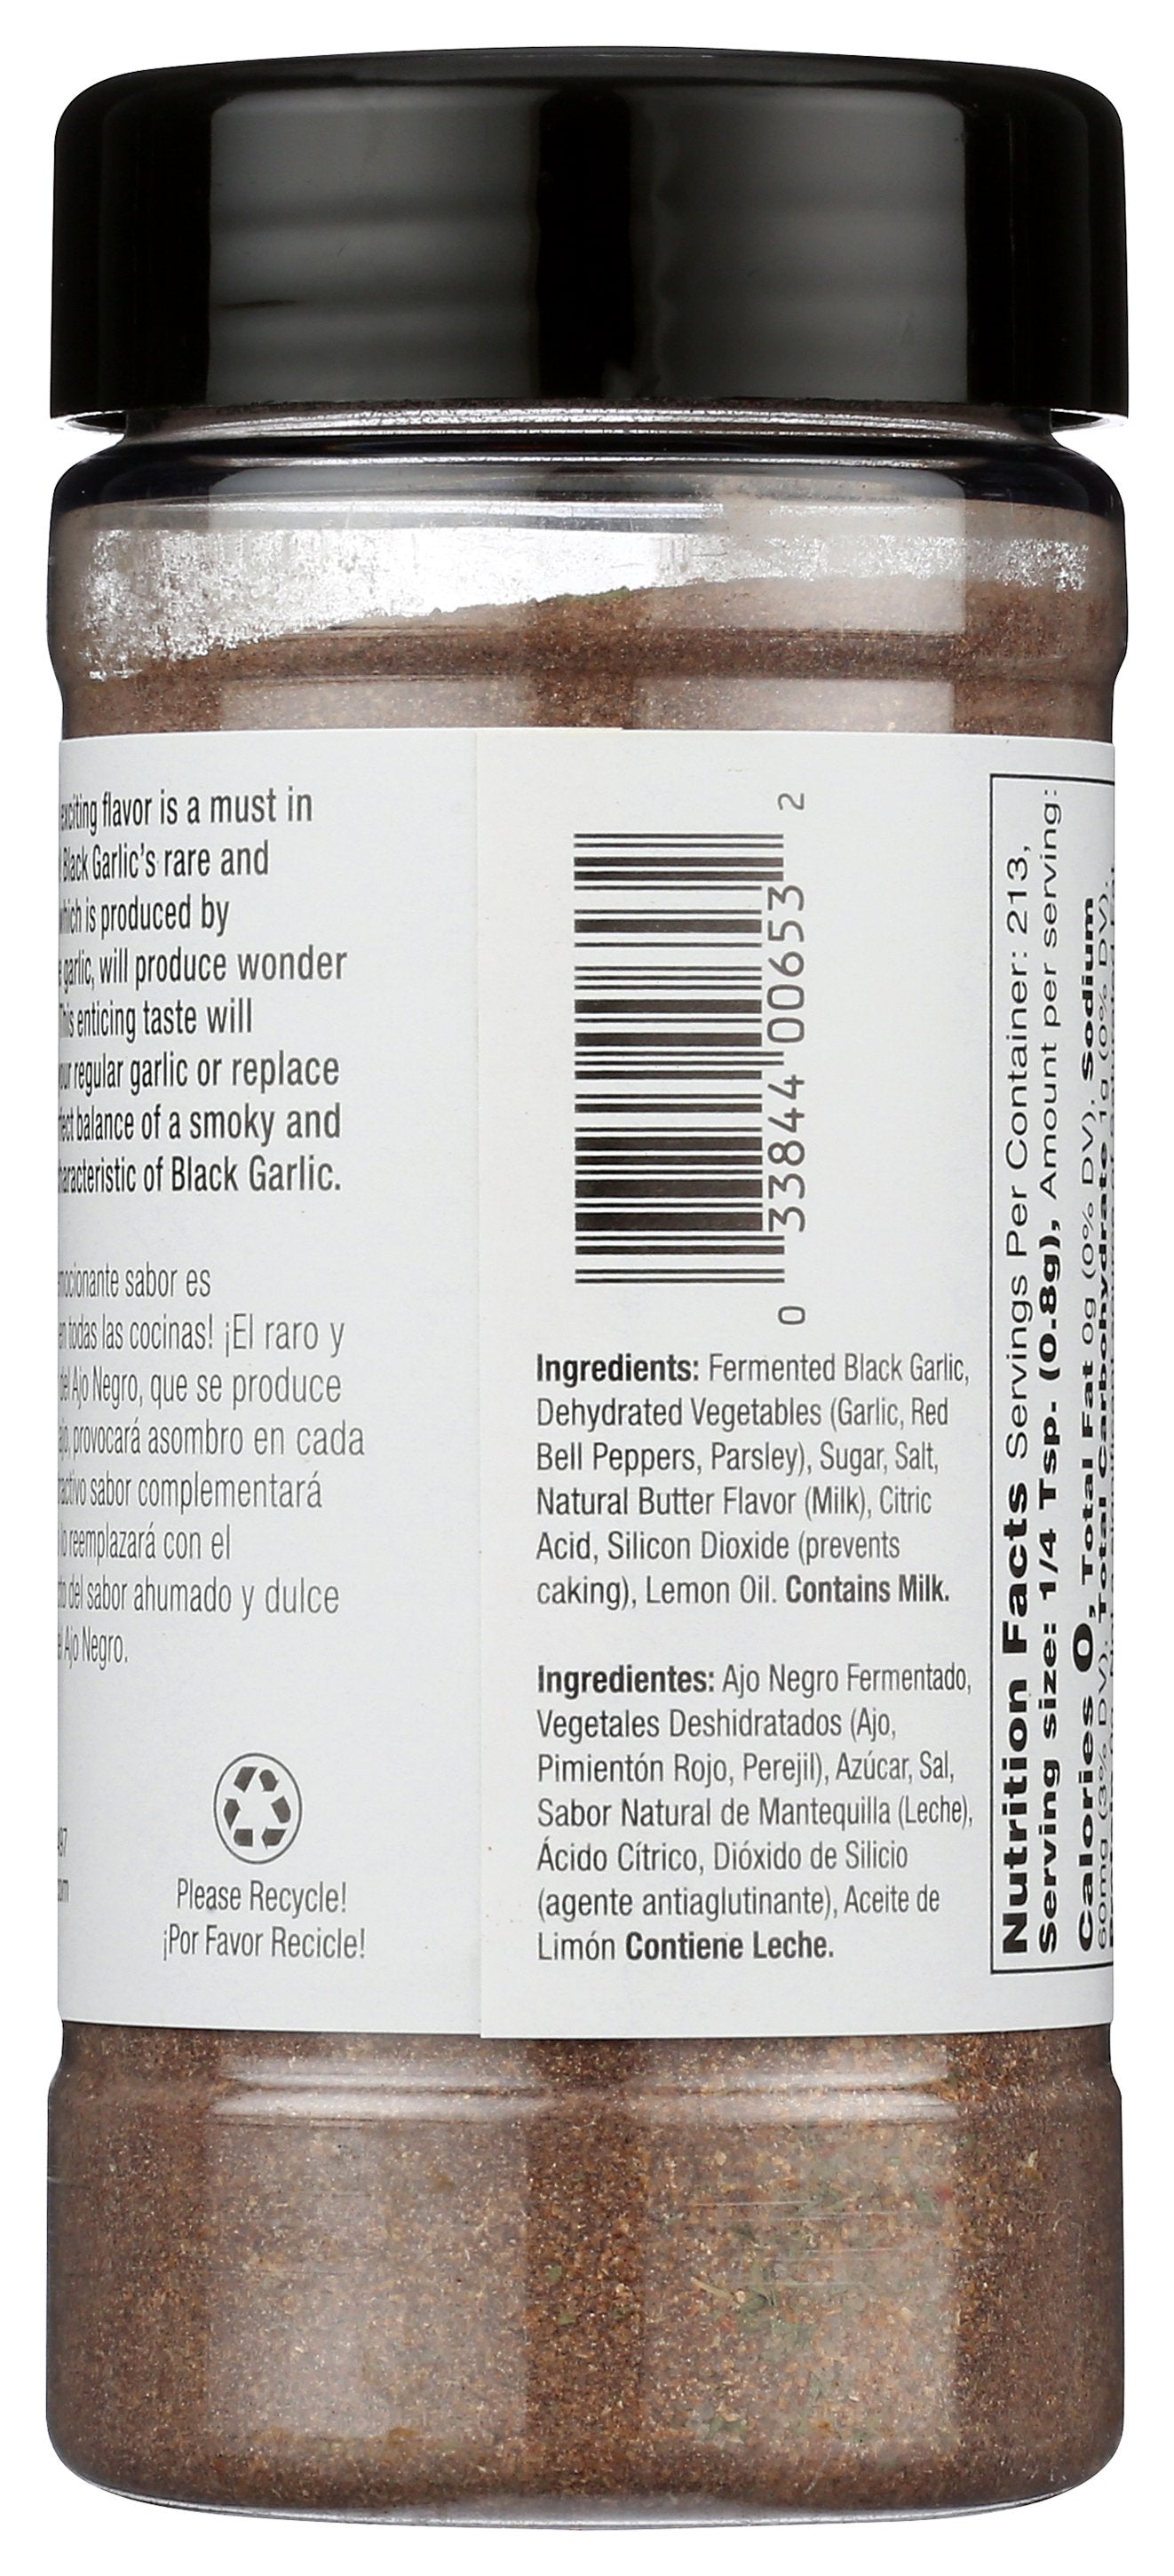 exciting flavor is a must in
Black Garlic's rare and
which is produced by
garlic, will produce wonder
This enticing taste will
your regular garlic or replace
balance of a smoky and
characteristic of Black Garlic.
emocionante sabor es
en todas las cocinas! ¡El raro y
del Ajo Negro, que se produce
provocará asombro en cada
sabor complementará
lo reemplazará con el
del sabor ahumado y dulce
Ajo Negro.
Please Recycle!
¡Por Favor Recicle!
0 33844 00653 2
Ingredients: Fermented Black Garlic,
Dehydrated Vegetables (Garlic, Red
Bell Peppers, Parsley), Sugar, Salt,
Natural Butter Flavor (Milk), Citric
Acid, Silicon Dioxide (prevents
caking), Lemon Oil. Contains Milk.
Ingredientes: Ajo Negro Fermentado,
Vegetales Deshidratados (Ajo,
Pimientón Rojo, Perejil), Azúcar, Sal,
Sabor Natural de Mantequilla (Leche),
Ácido Cítrico, Dióxido de Silicio
(agente antiaglutinante), Aceite de
Limón Contiene Leche.
Nutrition Facts Servings Per Container: 213,
Serving size: 1/4 Tsp. (0.8g), Amount per serving:
Calories 0, Total Fat 0g (0% DV), Sodium
60mg (3% DV), Total Carbohydrate 1g (0% DV),